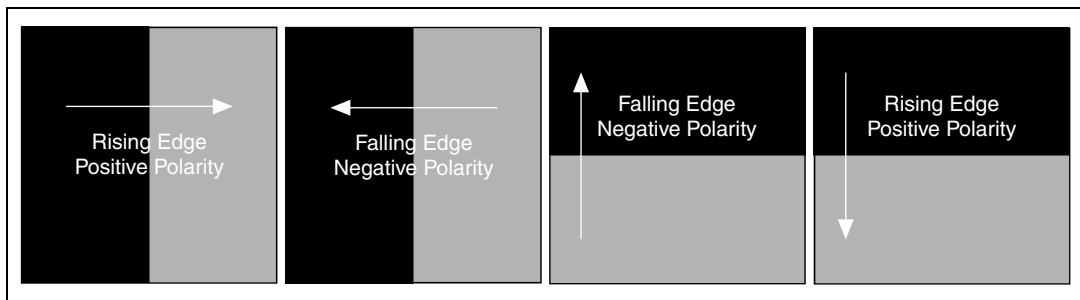 Rising Edge
Positive Polarity
Falling Edge
Negative Polarity
Falling Edge
Negative Polarity
Rising Edge
Positive Polarity